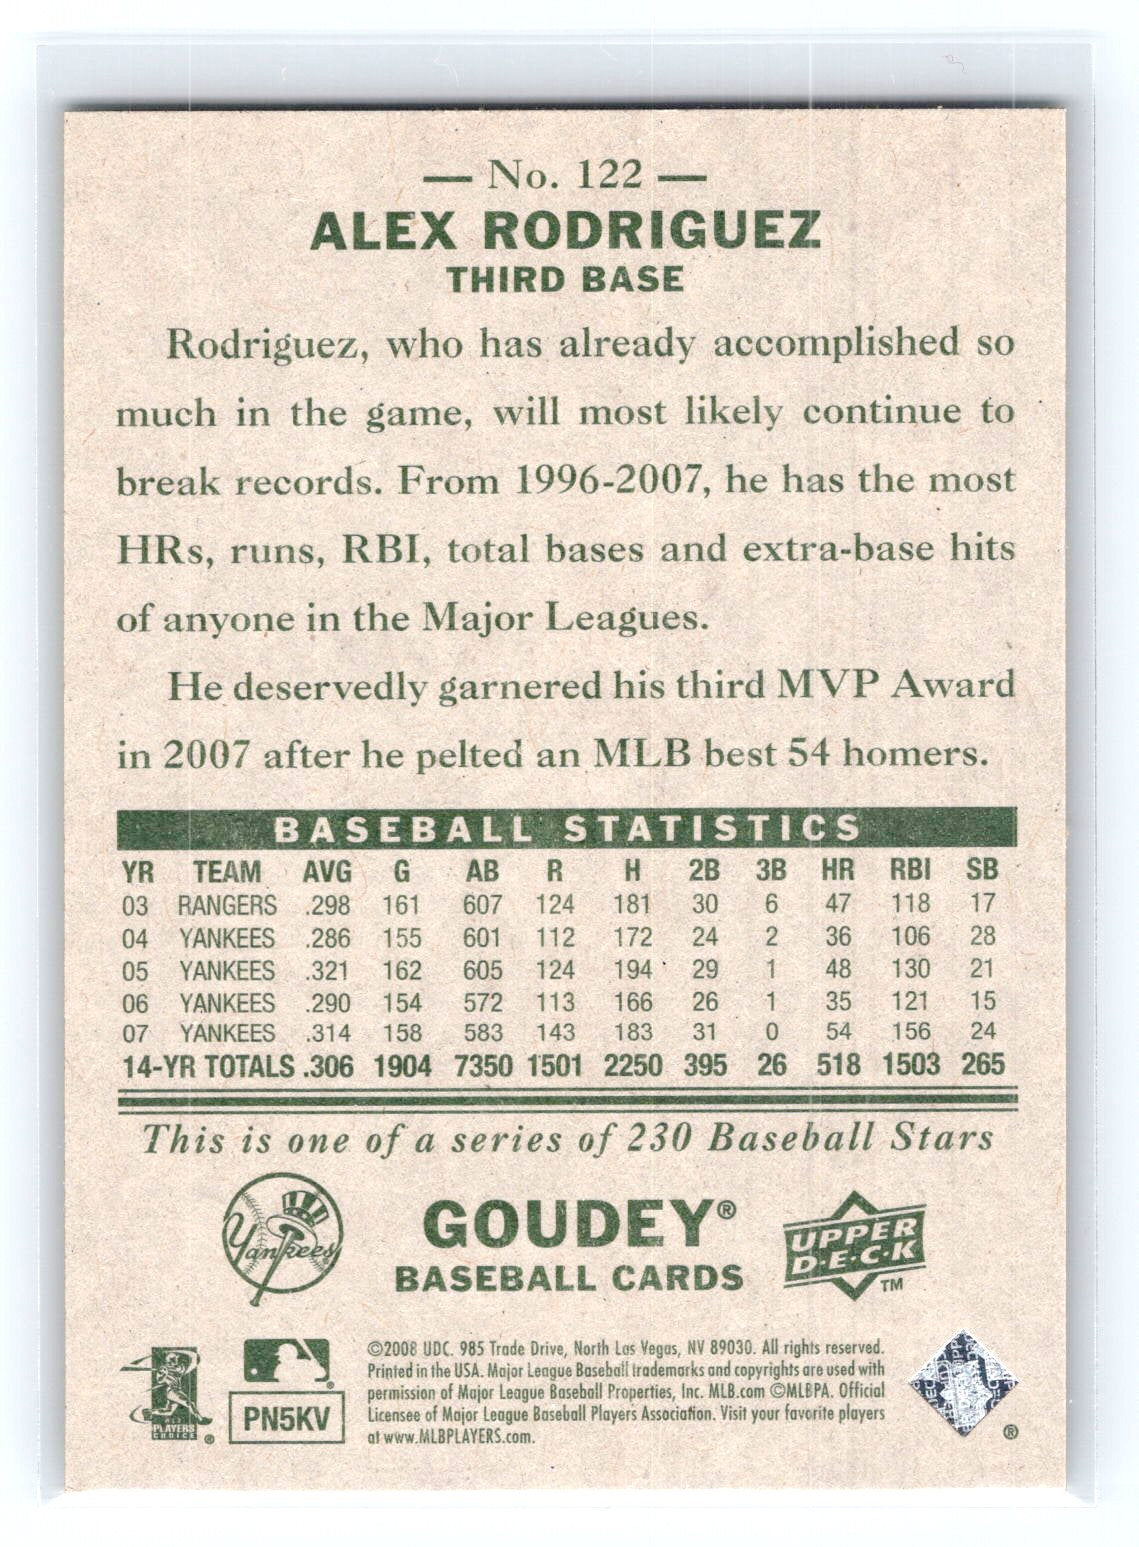 — No. 122 —
ALEX RODRIGUEZ
THIRD BASE
Rodriguez, who has already accomplished so
much in the game, will most likely continue to
break records. From 1996-2007, he has the most
HRs, runs, RBI, total bases and extra-base hits
of anyone in the Major Leagues.
He deservedly garnered his third MVP Award
in 2007 after he pelted an MLB best 54 homers.
BASEBALL STATISTICS
YR TEAM AVG G AB R H 2B 3B HR RBI SB
03 RANGERS .298 161 607 124 181 30 6 47 118 17
04 YANKEES .286 155 601 112 172 24 2 36 106 28
05 YANKEES .321 162 605 124 194 29 1 48 130 21
06 YANKEES .290 154 572 113 166 26 1 35 121 15
07 YANKEES .314 158 583 143 183 31 0 54 156 24
14-YR TOTALS .306 1904 7350 1501 2250 395 26 518 1503 265
This is one of a series of 230 Baseball Stars
Yankees
GOUDEY®
BASEBALL CARDS
UPPER
D·E·C·K
TM
PLAYERS
CHOICE
®
PN5KV
©2008 UDC. 985 Trade Drive, North Las Vegas, NV 89030. All rights reserved.
Printed in the USA. Major League Baseball trademarks and copyrights are used with
permission of Major League Baseball Properties, Inc. MLB.com ©MLBPA. Official
Licensee of Major League Baseball Players Association. Visit your favorite players
at www.MLBPLAYERS.com.
®